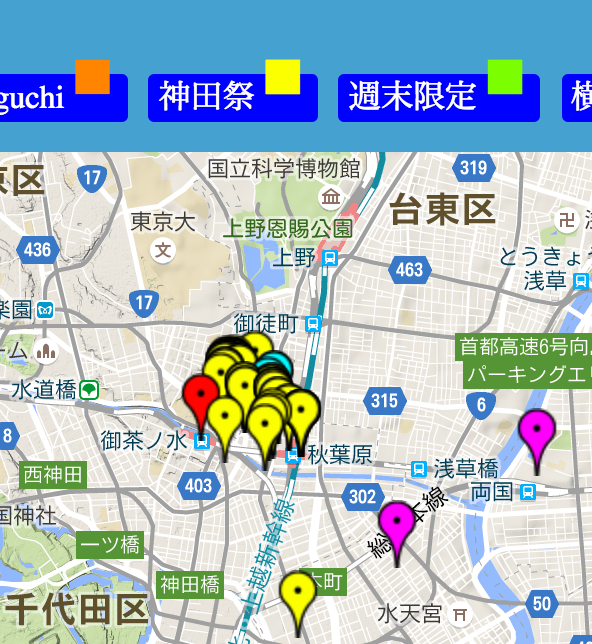 guchi
神田祭
週末限定
横
京区
17
国立科学博物館
319
東京大
台東区
上野恩賜公園
436
上野
463
とうきょう
浅草
17
楽園
御徒町
首都高速6号向
パーキングエリ
ーム
水道橋
315
6
8
御茶ノ水
秋葉原
浅草橋
西神田
403
302
両国
国神社
総
本線
一ツ橋
上越新幹線
神田橋
大町
千代田区
水天宮
50